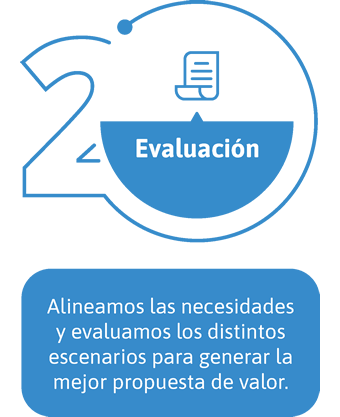 2
Evaluación
Alineamos las necesidades
y evaluamos los distintos
escenarios para generar la
mejor propuesta de valor.